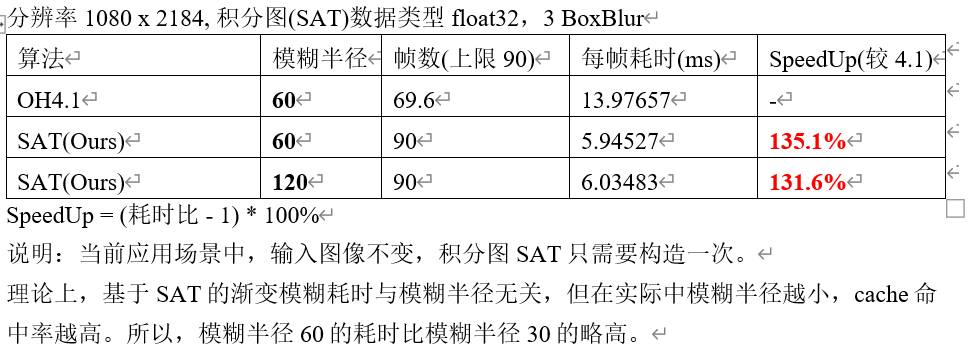 分辨率 1080 x 2184, 积分图(SAT)数据类型 float32，3 BoxBlur
算法 模糊半径 帧数(上限 90) 每帧耗时(ms) SpeedUp(较 4.1)
OH4.1 60 69.6 13.97657 -
SAT(Ours) 60 90 5.94527 135.1%
SAT(Ours) 120 90 6.03483 131.6%
SpeedUp = (耗时比 - 1) * 100%
说明：当前应用场景中，输入图像不变，积分图 SAT 只需要构造一次。
理论上，基于 SAT 的渐变模糊耗时与模糊半径无关，但在实际中模糊半径越小，cache 命
中率越高。所以，模糊半径 60 的耗时比模糊半径 30 的略高。